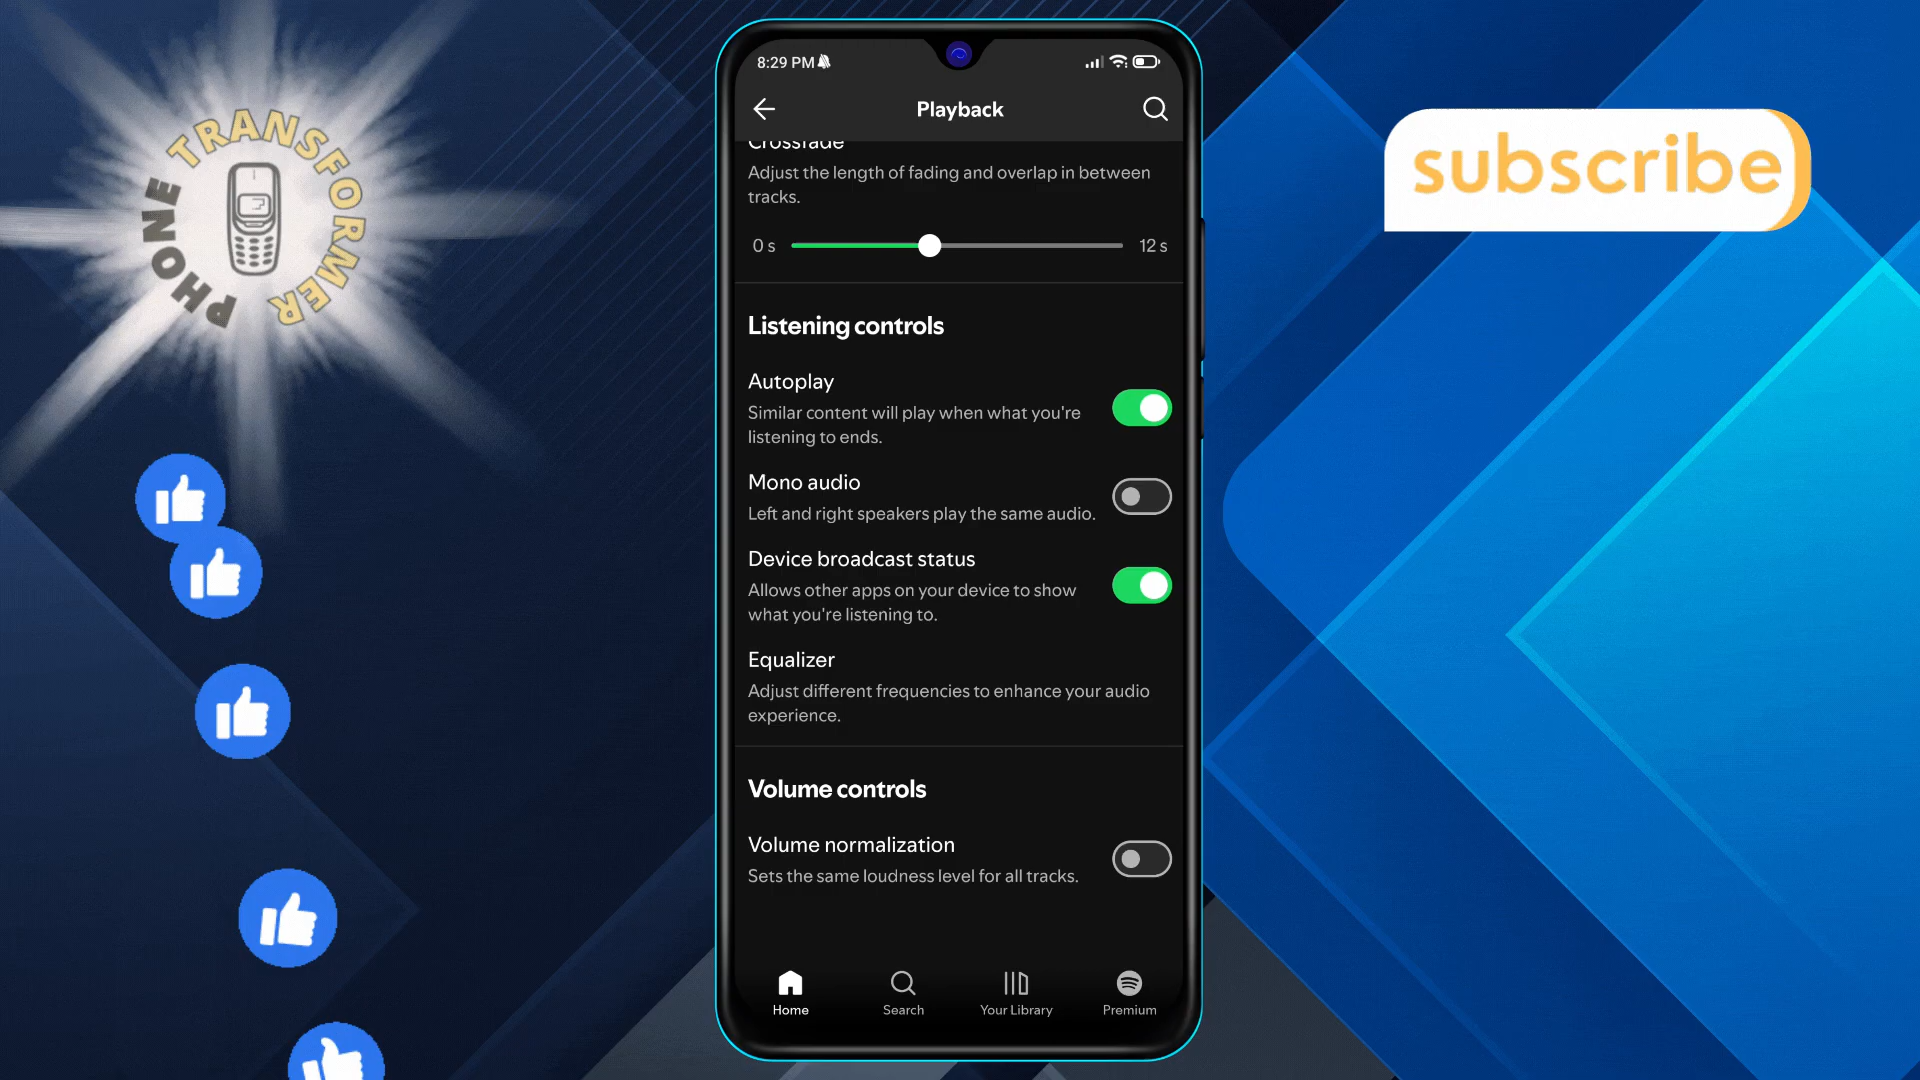 PHONE TRANSFORMER
subscribe
8:29 PM
Playback
Crossfade
Adjust the length of fading and overlap in between
tracks.
0 s
12 s
Listening controls
Autoplay
Similar content will play when what you're
listening to ends.
Mono audio
Left and right speakers play the same audio.
Device broadcast status
Allows other apps on your device to show
what you're listening to.
Equalizer
Adjust different frequencies to enhance your audio
experience.
Volume controls
Volume normalization
Sets the same loudness level for all tracks.
Home
Search
Your Library
Premium